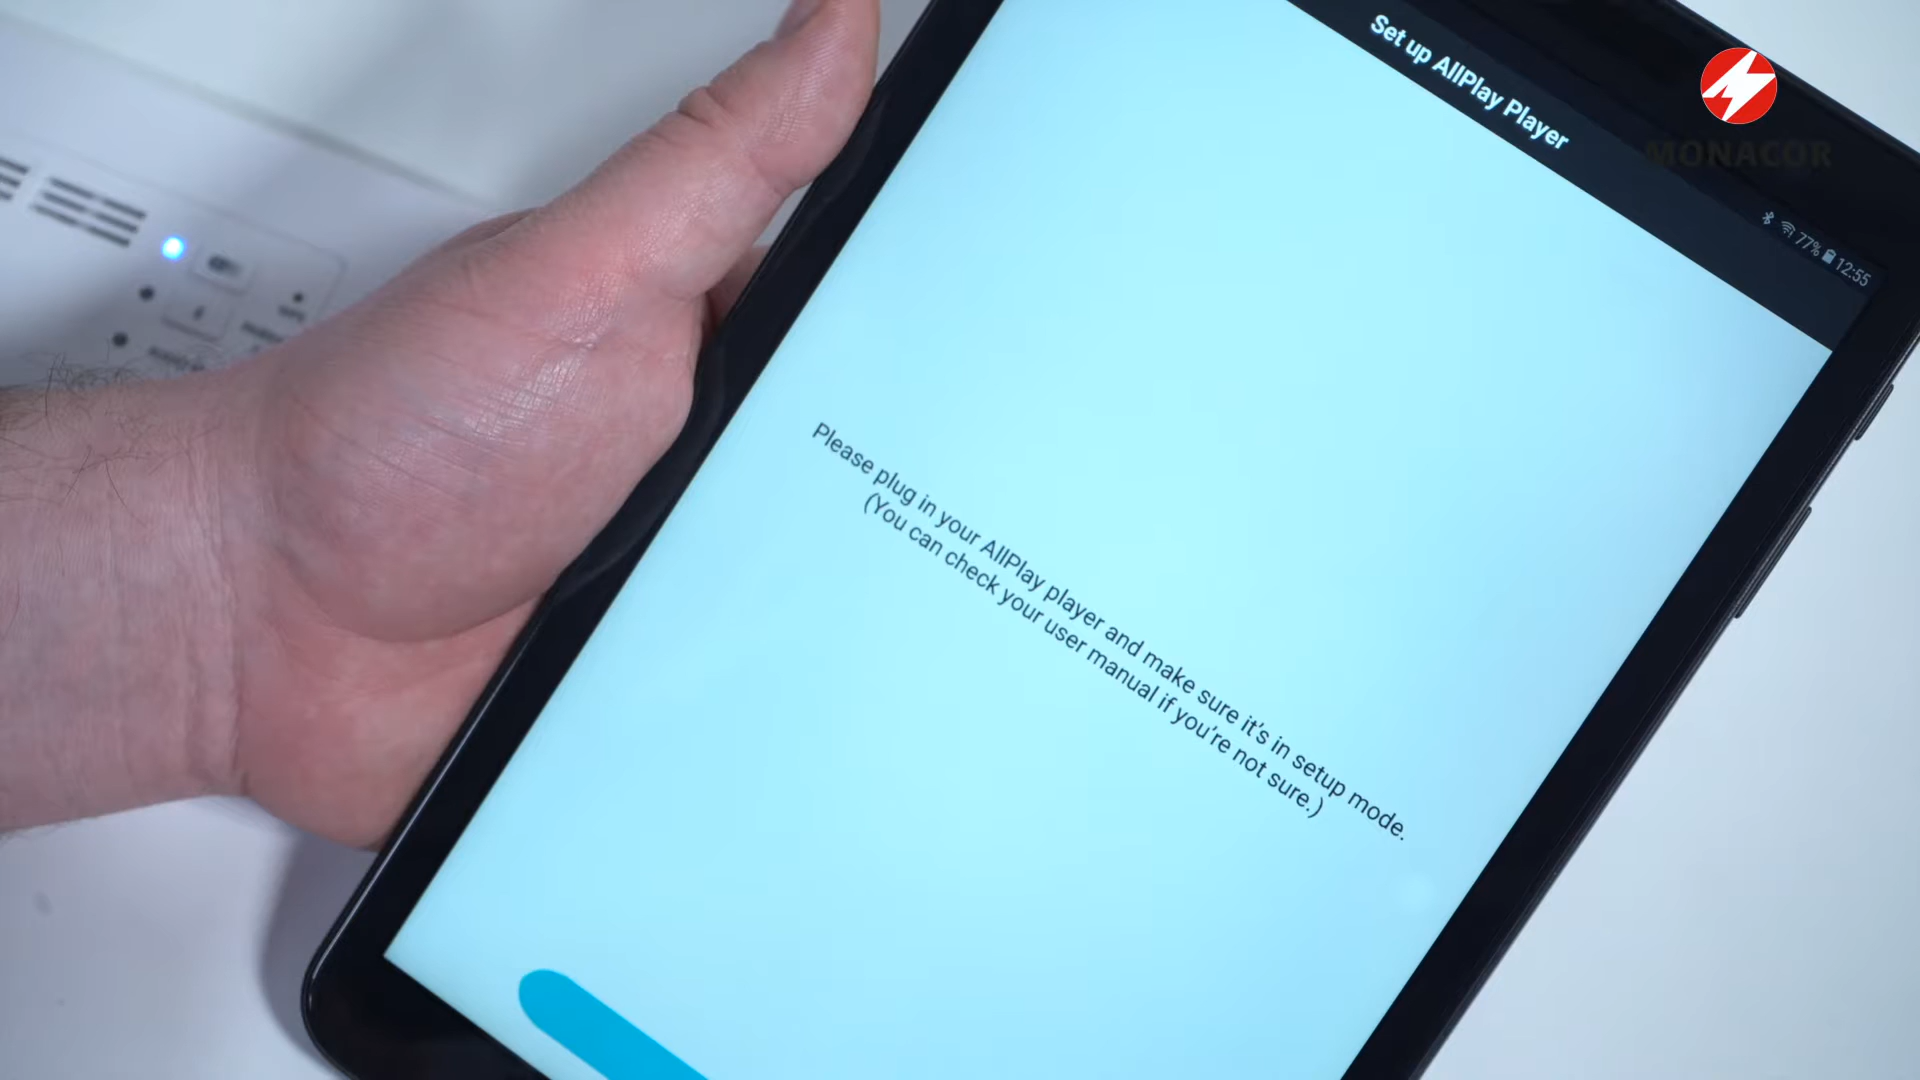 Set up AllPlay Player
MONACOR
77% 12:55
Please plug in your AllPlay player and make sure it's in setup mode.
(You can check your user manual if you're not sure.)